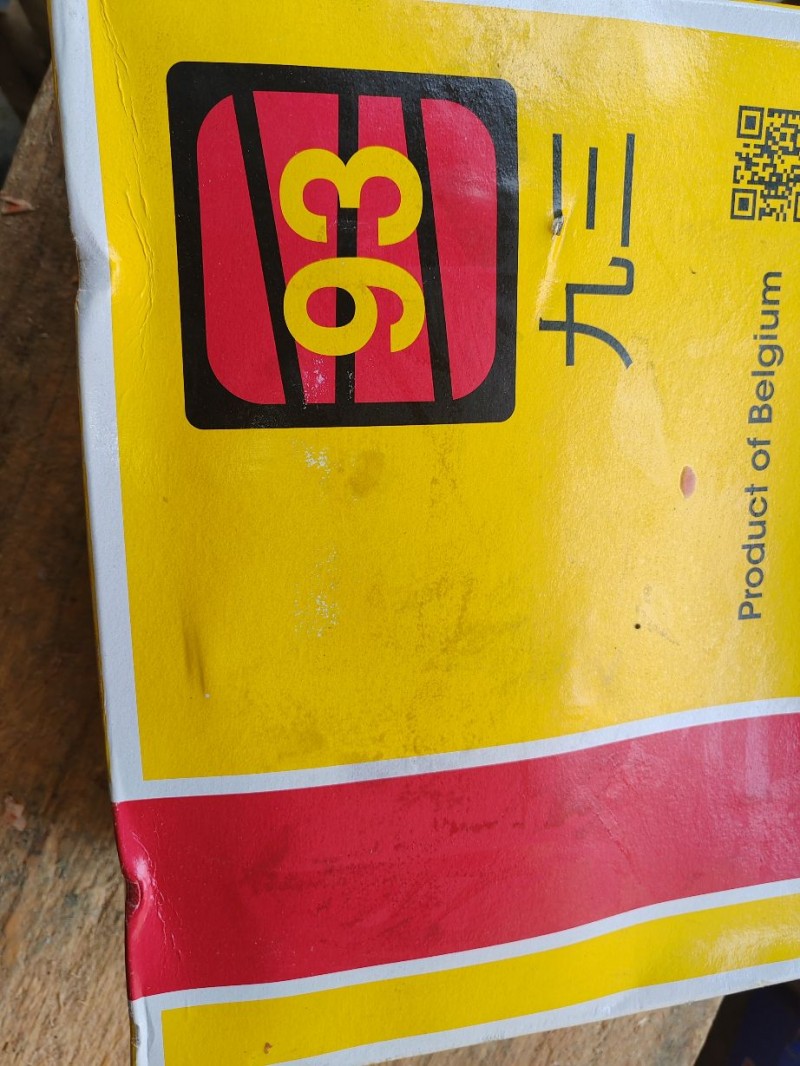 93
九三
Product of Belgium